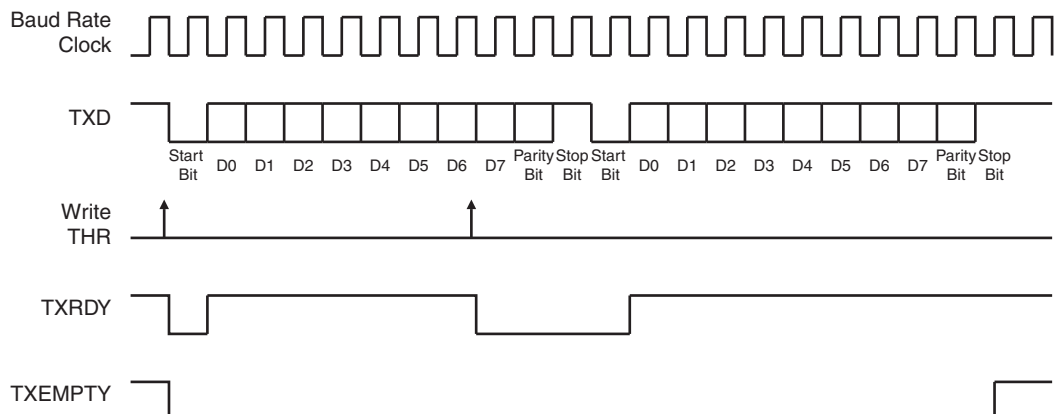 Baud Rate
Clock
TXD
Start
Bit
D0
D1
D2
D3
D4
D5
D6
D7
Parity
Bit
Stop
Bit
Start
Bit
D0
D1
D2
D3
D4
D5
D6
D7
Parity
Bit
Stop
Bit
Write
THR
TXRDY
TXEMPTY